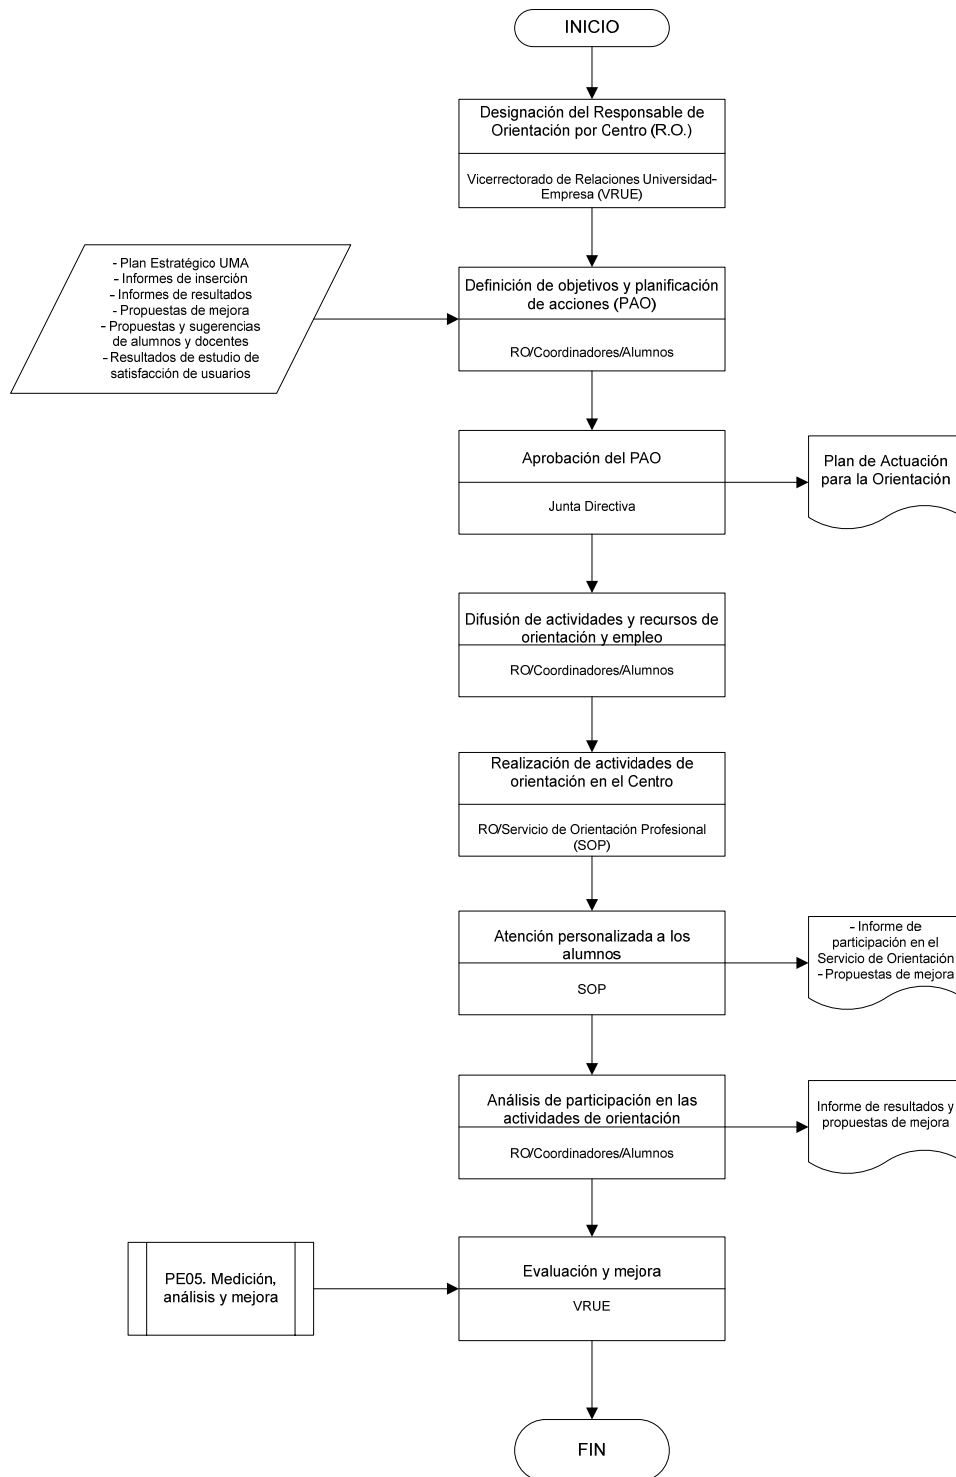 INICIO
Designación del Responsable de
Orientación por Centro (R.O.)
Vicerrectorado de Relaciones Universidad-
Empresa (VRUE)
- Plan Estratégico UMA
- Informes de inserción
- Informes de resultados
- Propuestas de mejora
- Propuestas y sugerencias
de alumnos y docentes
- Resultados de estudio de
satisfacción de usuarios
Definición de objetivos y planificación
de acciones (PAO)
RO/Coordinadores/Alumnos
Aprobación del PAO
Junta Directiva
Plan de Actuación
para la Orientación
Difusión de actividades y recursos de
orientación y empleo
RO/Coordinadores/Alumnos
Realización de actividades de
orientación en el Centro
RO/Servicio de Orientación Profesional
(SOP)
Atención personalizada a los
alumnos
SOP
- Informe de
participación en el
Servicio de Orientación
- Propuestas de mejora
Análisis de participación en las
actividades de orientación
RO/Coordinadores/Alumnos
Informe de resultados y
propuestas de mejora
PE05. Medición,
análisis y mejora
Evaluación y mejora
VRUE
FIN